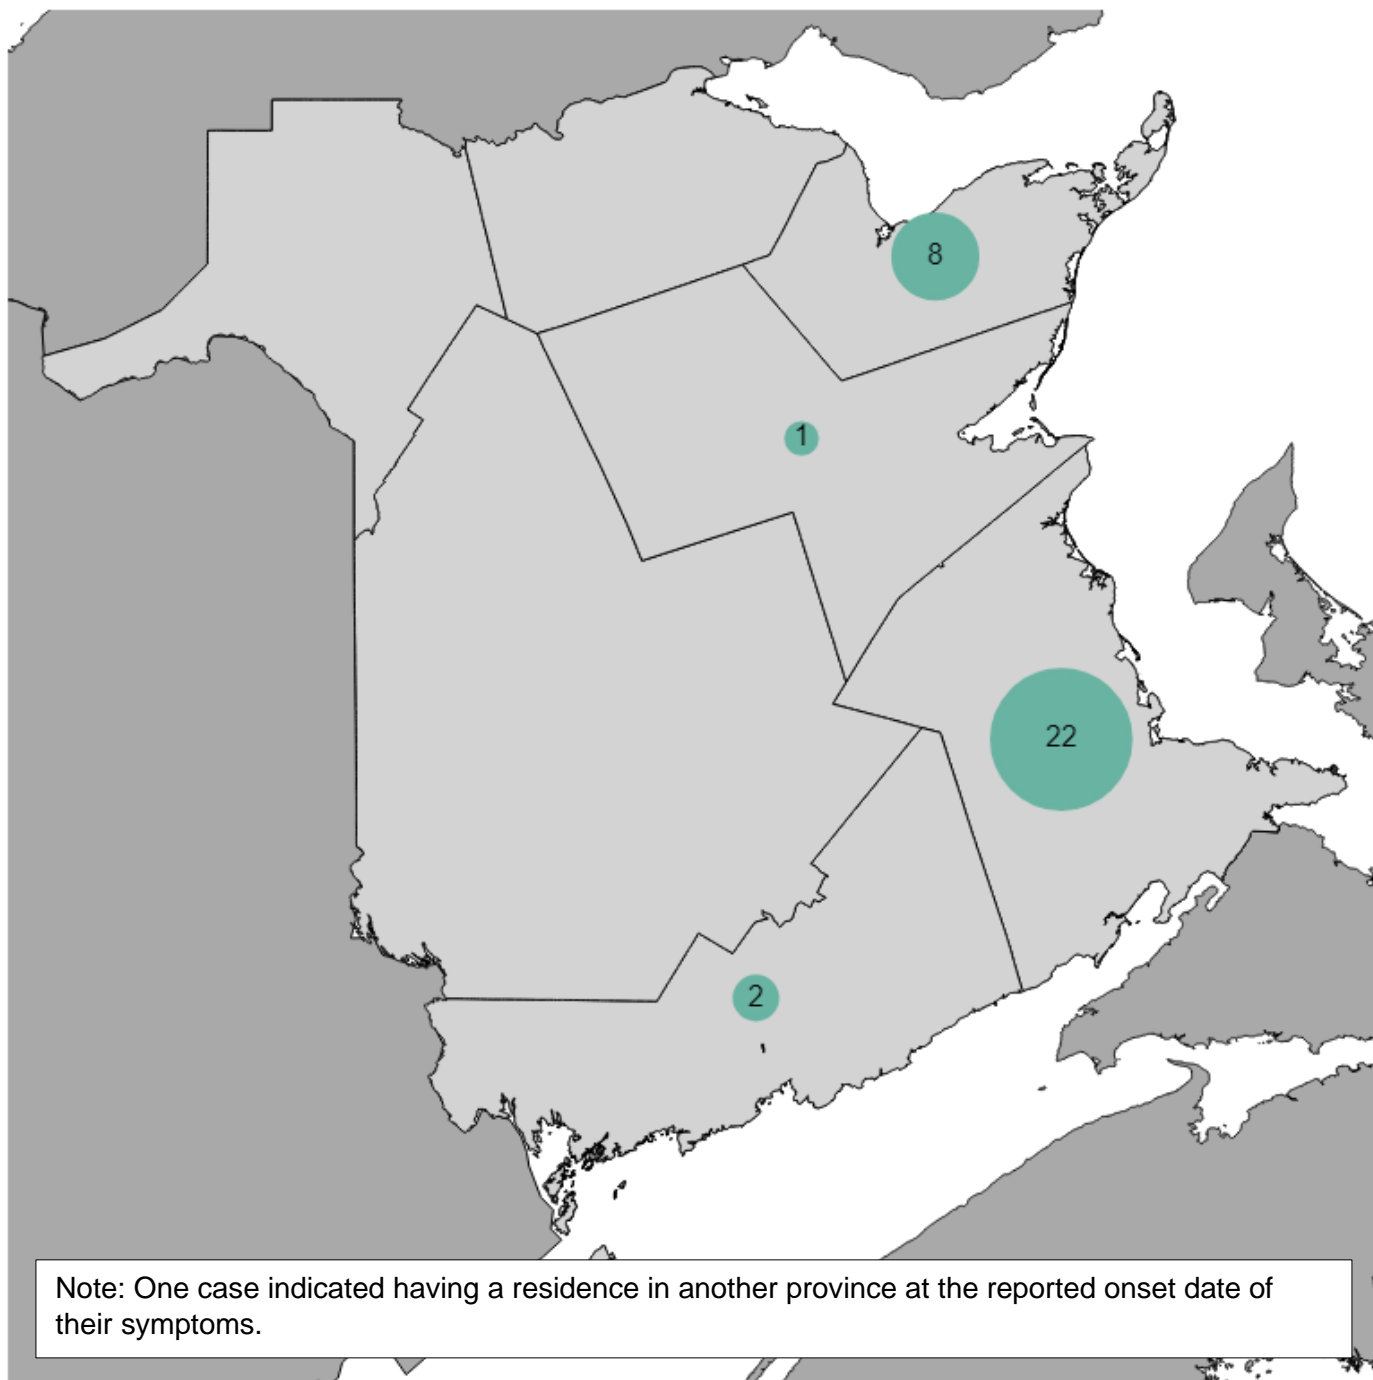 8
1
22
2
Note: One case indicated having a residence in another province at the reported onset date of
their symptoms.